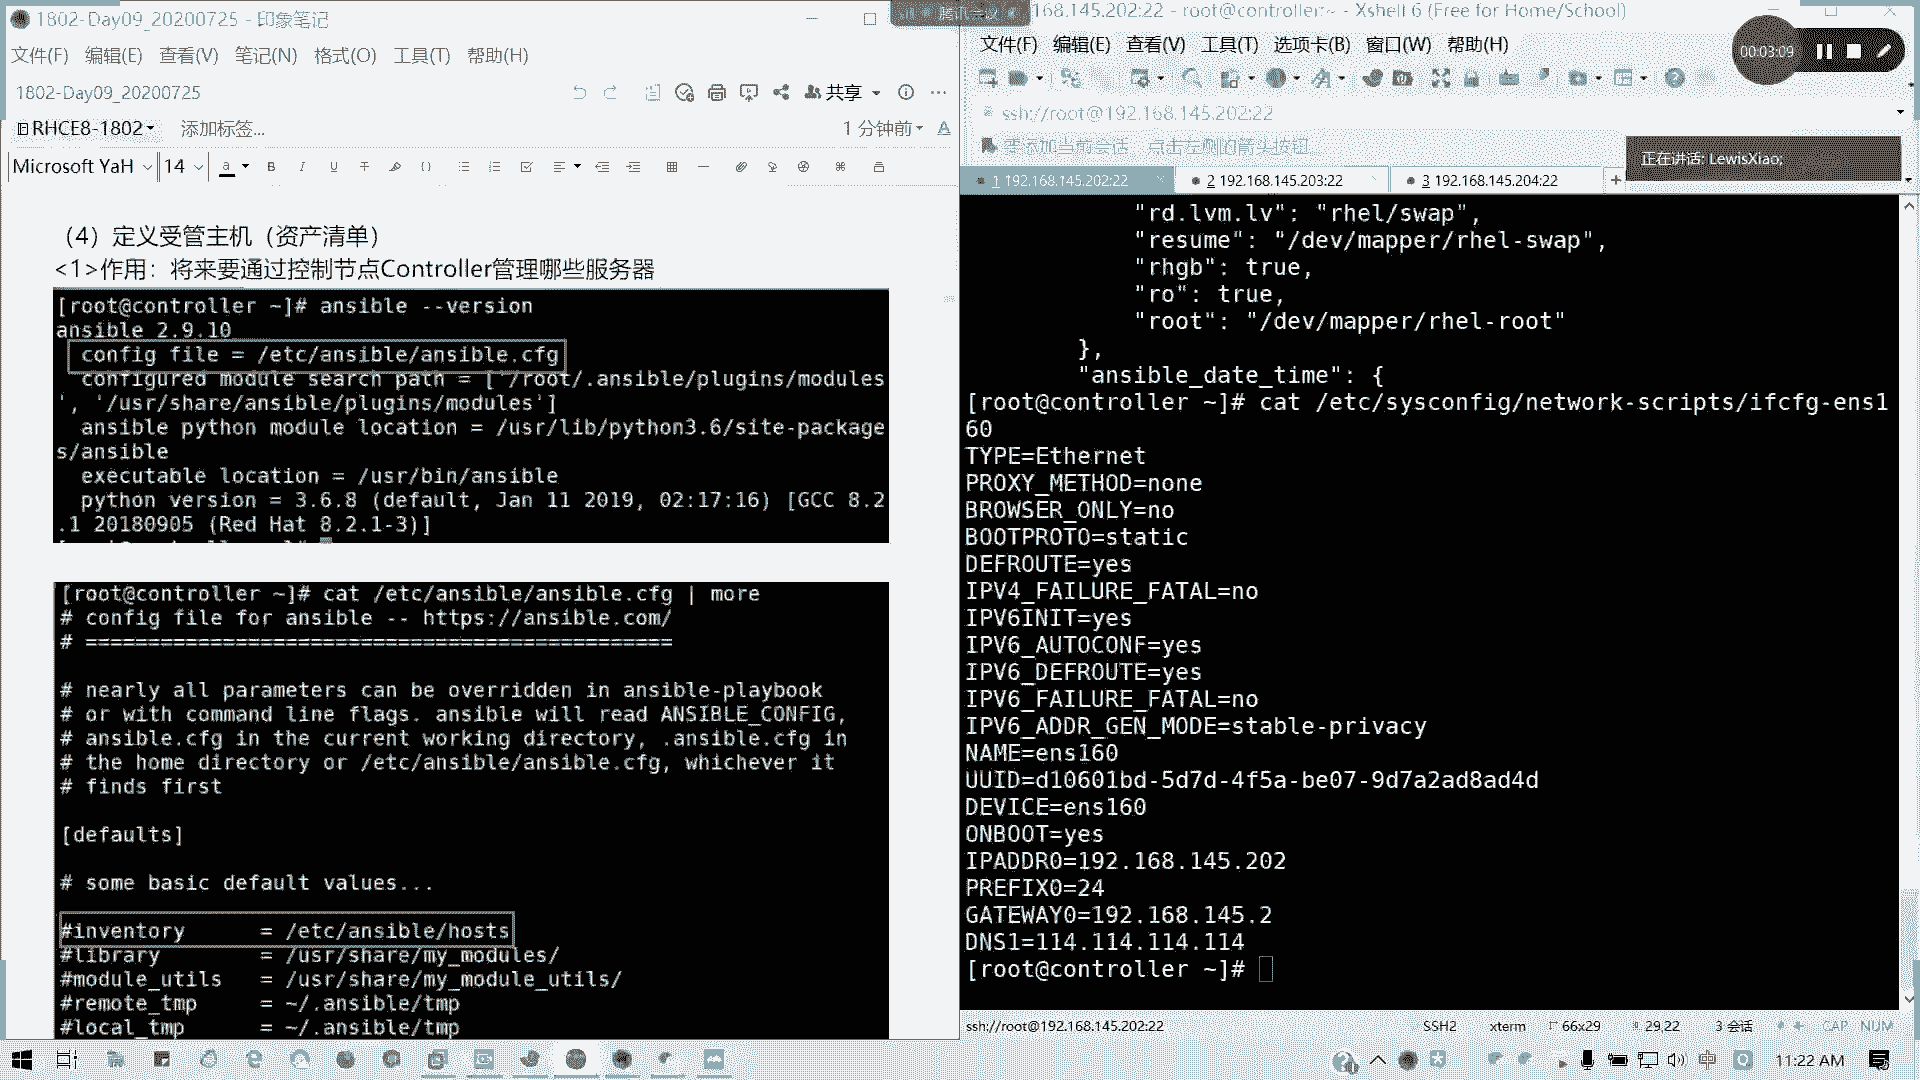 1802-Day09_20200725 - 印象笔记
文件(F) 编辑(E) 查看(V) 笔记(N) 格式(O) 工具(T) 帮助(H)
1802-Day09_20200725
共享
RHCE8-1802 添加标签...
1 分钟前
Microsoft YaH 14
（4）定义受管主机（资产清单）
<1>作用：将来要通过控制节点Controller管理哪些服务器
[root@controller ~]# ansible --version
ansible 2.9.10
config file = /etc/ansible/ansible.cfg
configured module search path = ['/root/.ansible/plugins/modules
', '/usr/share/ansible/plugins/modules']
ansible python module location = /usr/lib/python3.6/site-package
s/ansible
executable location = /usr/bin/ansible
python version = 3.6.8 (default, Jan 11 2019, 02:17:16) [GCC 8.2
.1 20180905 (Red Hat 8.2.1-3)]
[root@controller ~]# cat /etc/ansible/ansible.cfg | more
# config file for ansible -- https://ansible.com/
# ===============================================
# nearly all parameters can be overridden in ansible-playbook
# or with command line flags. ansible will read ANSIBLE_CONFIG,
# ansible.cfg in the current working directory, .ansible.cfg in
# the home directory or /etc/ansible/ansible.cfg, whichever it
# finds first
[defaults]
# some basic default values...
#inventory = /etc/ansible/hosts
#library = /usr/share/my_modules/
#module_utils = /usr/share/my_module_utils/
#remote_tmp = ~/.ansible/tmp
#local_tmp = ~/.ansible/tmp
腾讯会议
168.145.202:22 - root@controller:~ - Xshell 6 (Free for Home/School)
文件(F) 编辑(E) 查看(V) 工具(T) 选项卡(B) 窗口(W) 帮助(H)
00:03:09
ssh://root@192.168.145.202:22
要添加当前会话，点击左侧的箭头按钮。
正在讲话: LewisXiao;
1 192.168.145.202:22
2 192.168.145.203:22
3 192.168.145.204:22
"rd.lvm.lv": "rhel/swap",
"resume": "/dev/mapper/rhel-swap",
"rhgb": true,
"ro": true,
"root": "/dev/mapper/rhel-root"
},
"ansible_date_time": {
[root@controller ~]# cat /etc/sysconfig/network-scripts/ifcfg-ens1
60
TYPE=Ethernet
PROXY_METHOD=none
BROWSER_ONLY=no
BOOTPROTO=static
DEFROUTE=yes
IPV4_FAILURE_FATAL=no
IPV6INIT=yes
IPV6_AUTOCONF=yes
IPV6_DEFROUTE=yes
IPV6_FAILURE_FATAL=no
IPV6_ADDR_GEN_MODE=stable-privacy
NAME=ens160
UUID=d10601bd-5d7d-4f5a-be07-9d7a2ad8ad4d
DEVICE=ens160
ONBOOT=yes
IPADDR0=192.168.145.202
PREFIX0=24
GATEWAY0=192.168.145.2
DNS1=114.114.114.114
[root@controller ~]#
ssh://root@192.168.145.202:22 SSH2 xterm 66x29 29,22 3 会话 CAP NUM
中 11:22 AM